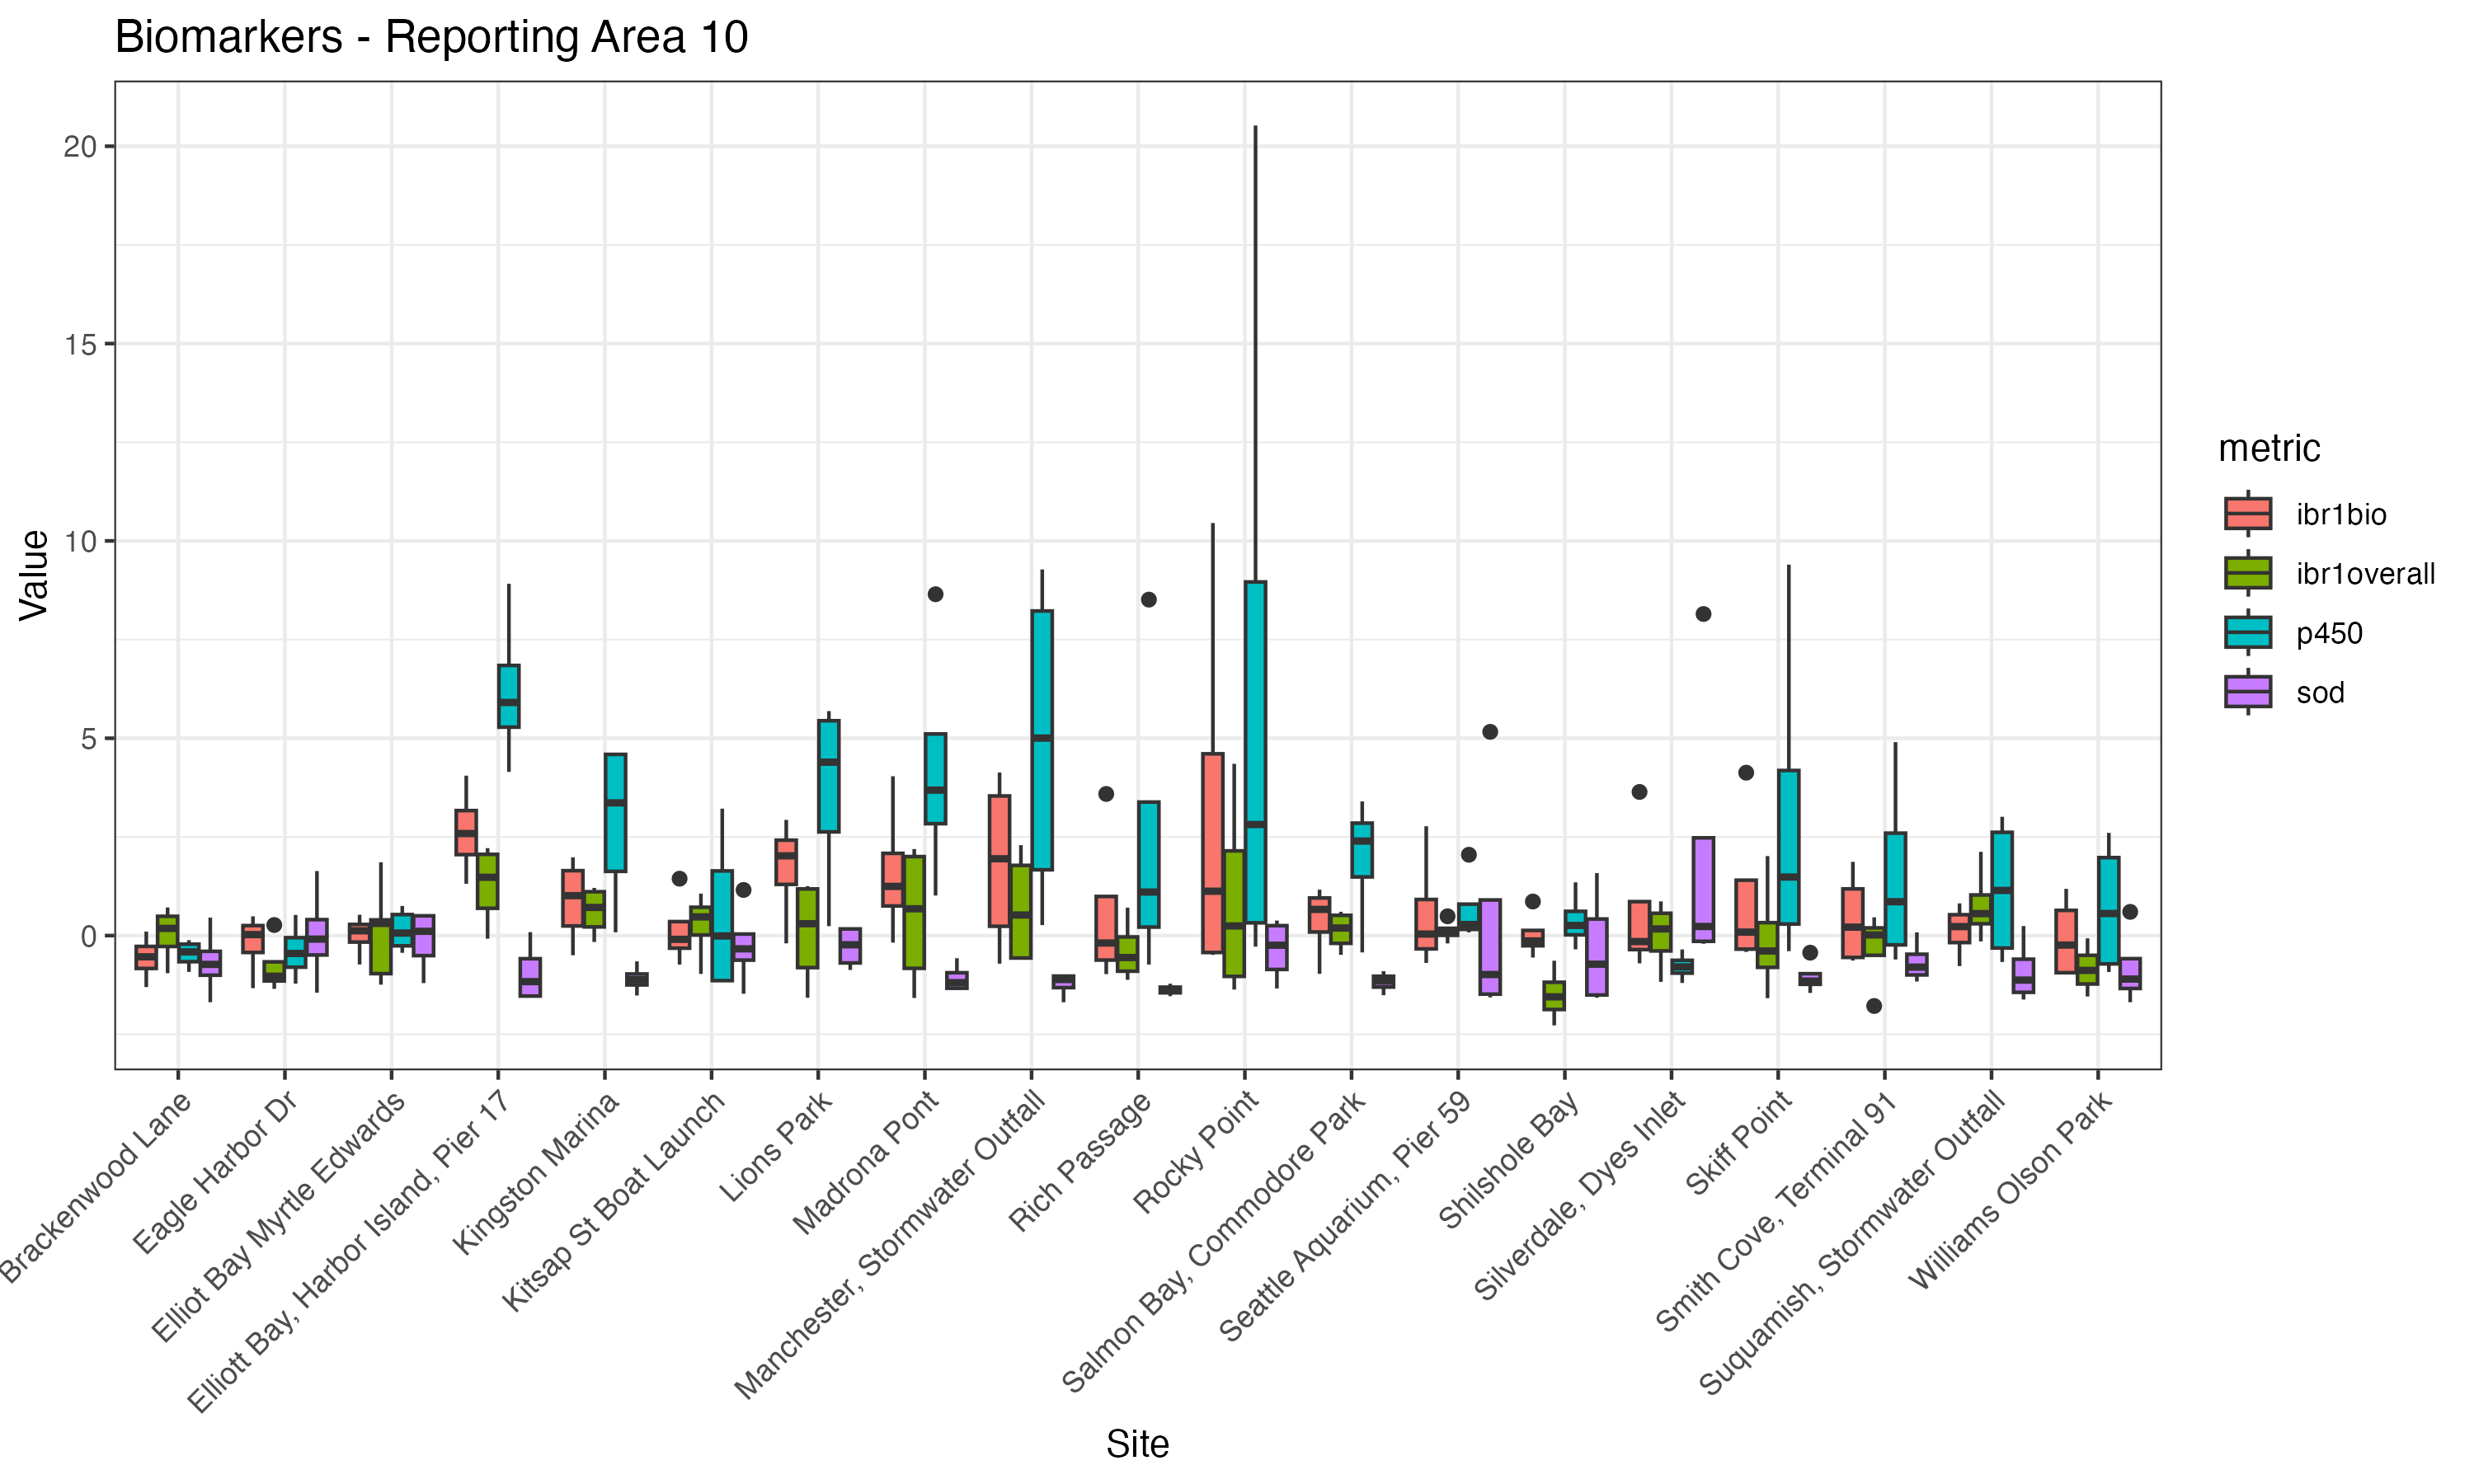 Biomarkers - Reporting Area 10
20
15
10
5
0
Value
Brackenwood Lane
Eagle Harbor Dr
Elliot Bay Myrtle Edwards
Elliott Bay, Harbor Island, Pier 17
Kingston Marina
Kitsap St Boat Launch
Lions Park
Madrona Pont
Manchester, Stormwater Outfall
Rich Passage
Rocky Point
Salmon Bay, Commodore Park
Seattle Aquarium, Pier 59
Shilshole Bay
Silverdale, Dyes Inlet
Skiff Point
Smith Cove, Terminal 91
Suquamish, Stormwater Outfall
Williams Olson Park
Site
metric
ibr1bio
ibr1overall
p450
sod